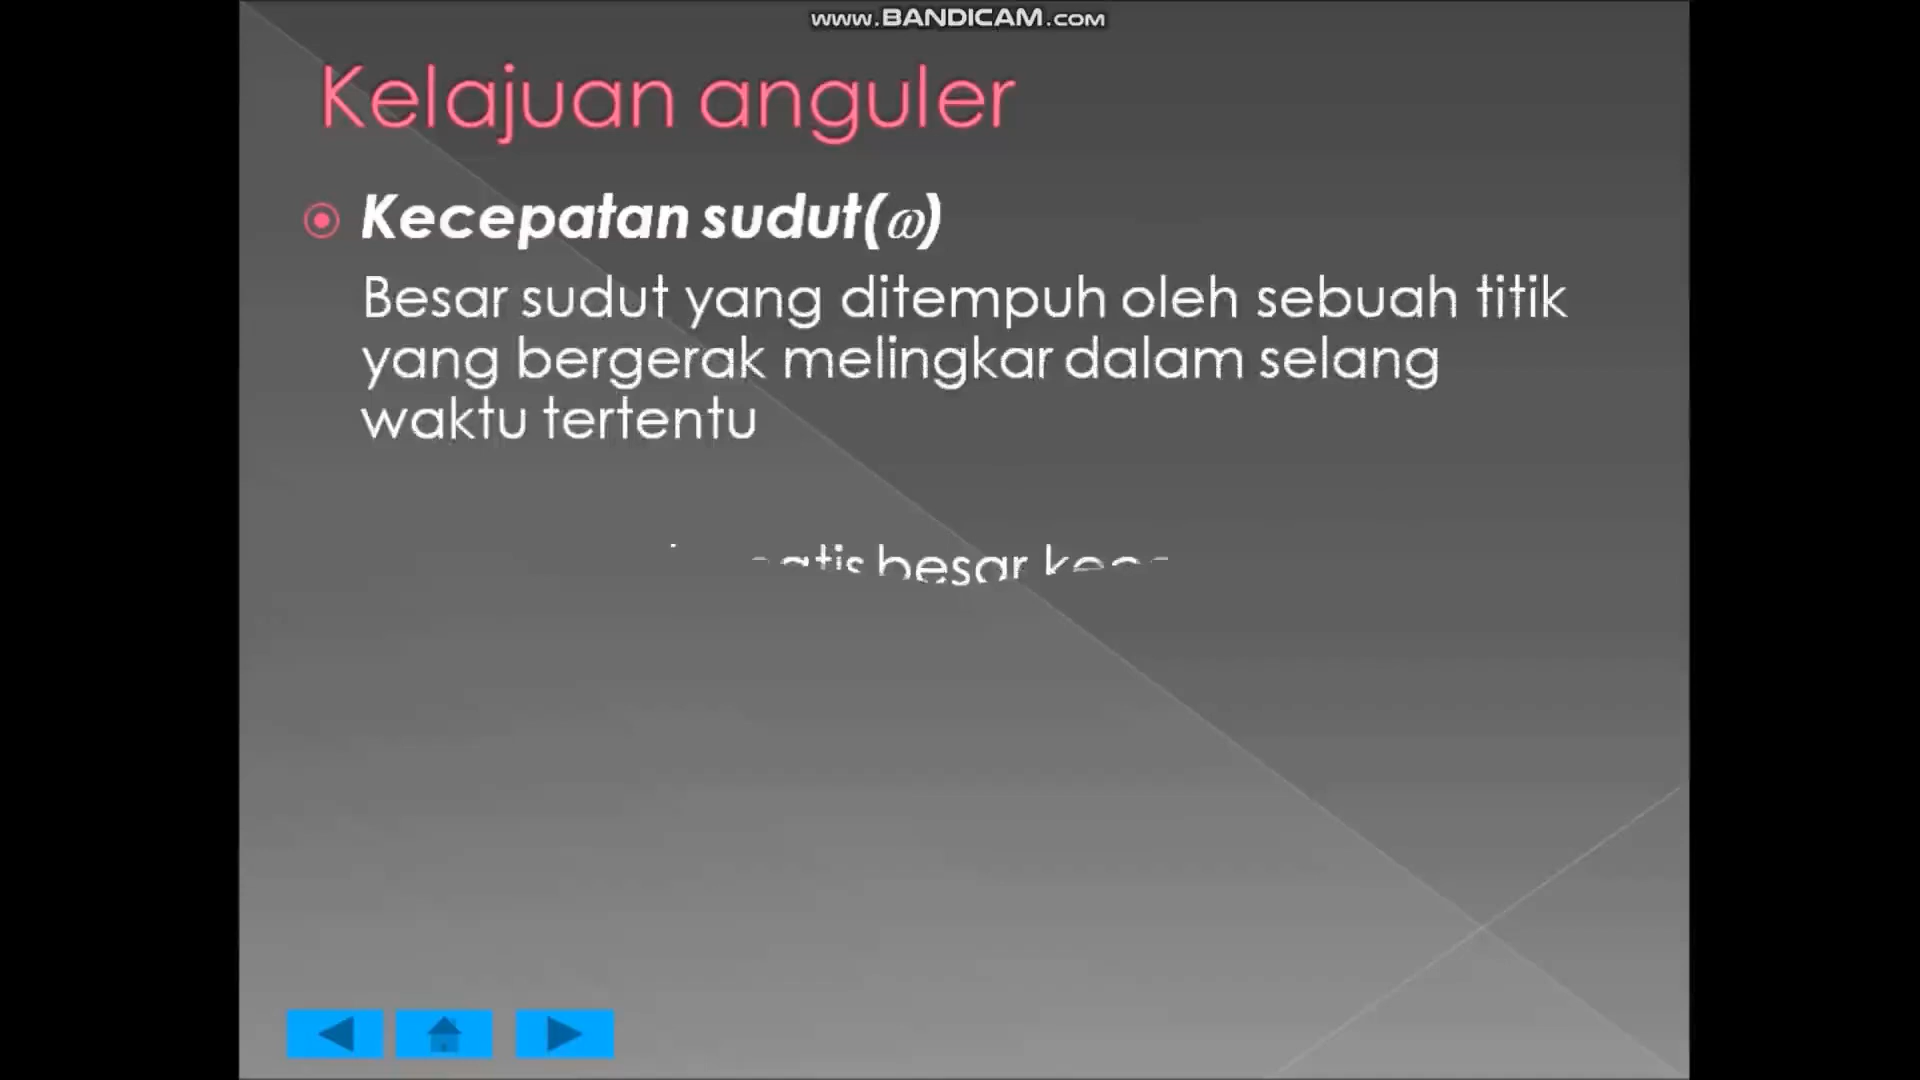 www.BANDICAM.com
Kelajuan anguler
Kecepatan sudut(ω)
Besar sudut yang ditempuh oleh sebuah titik
yang bergerak melingkar dalam selang
waktu tertentu
besar